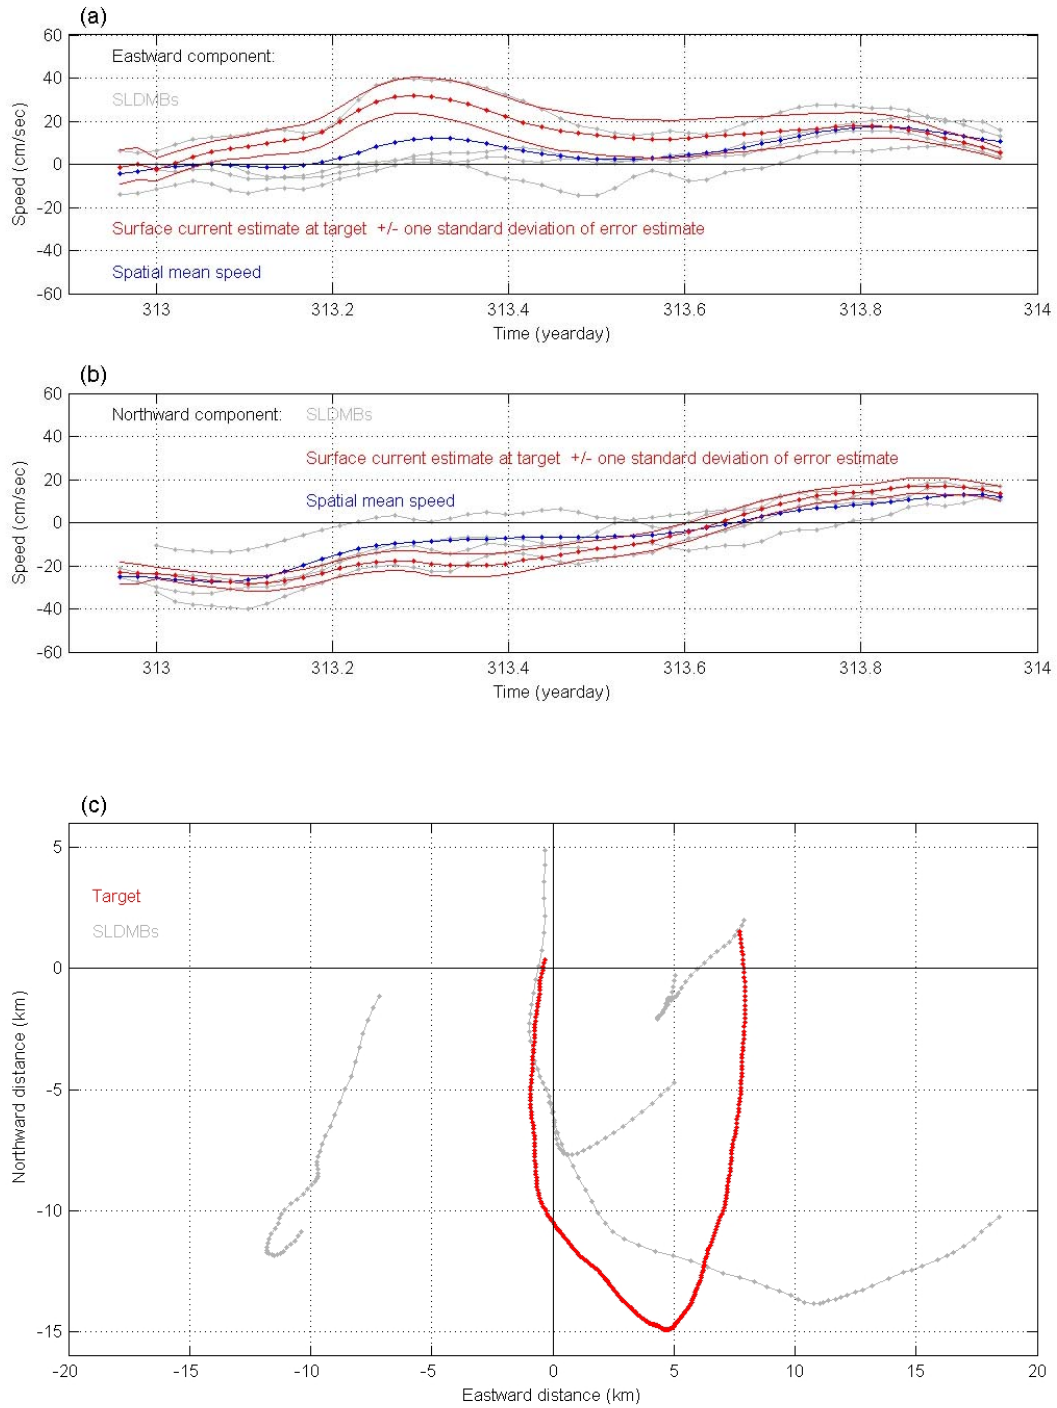 (a)
60
40
20
0
-20
-40
-60
Speed (cm/sec)
Eastward component:
SLDMBs
Surface current estimate at target +/- one standard deviation of error estimate
Spatial mean speed
313 313.2 313.4 313.6 313.8 314
Time (yearday)
(b)
60
40
20
0
-20
-40
-60
Speed (cm/sec)
Northward component: SLDMBs
Surface current estimate at target +/- one standard deviation of error estimate
Spatial mean speed
313 313.2 313.4 313.6 313.8 314
Time (yearday)
(c)
5
0
-5
-10
-15
Northward distance (km)
Target
SLDMBs
-20 -15 -10 -5 0 5 10 15 20
Eastward distance (km)